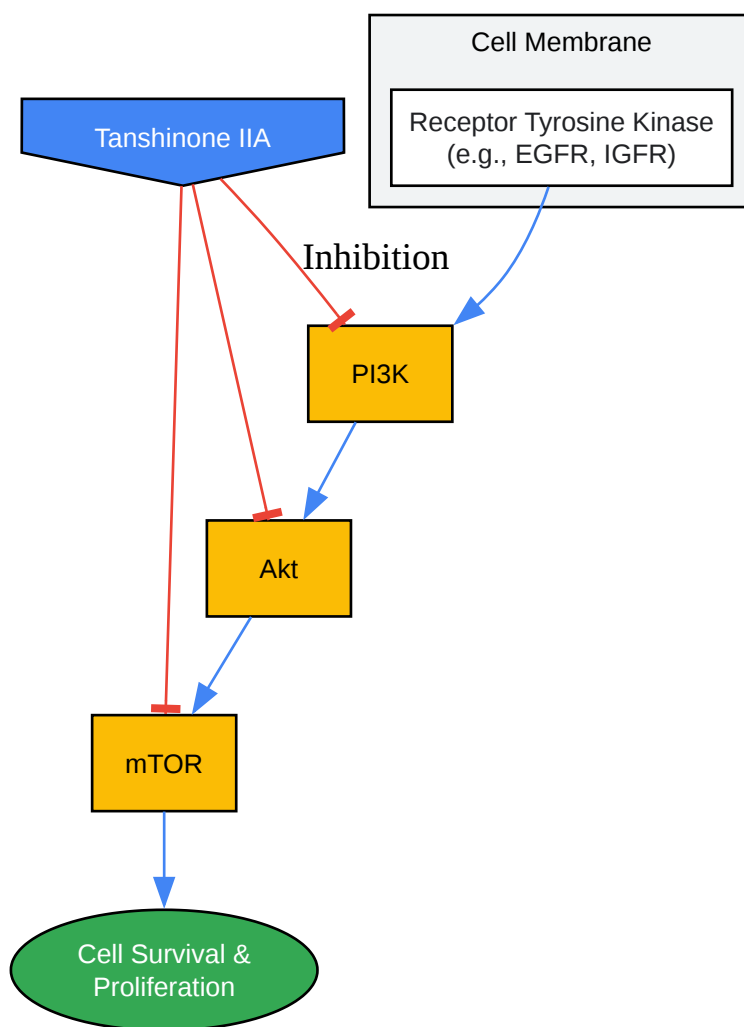 Cell Membrane
Tanshinone IIA
Receptor Tyrosine Kinase
(e.g., EGFR, IGFR)
Inhibition
PI3K
Akt
mTOR
Cell Survival &
Proliferation